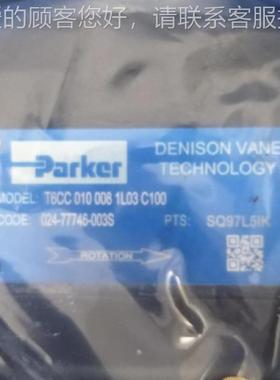 的顾客您好，请联系客服
Parker
DENISON VANE
TECHNOLOGY
MODEL: T6CC 010 008 1L03 C100
CODE: 024-77746-003S PTS: SQ97L5IK
ROTATION